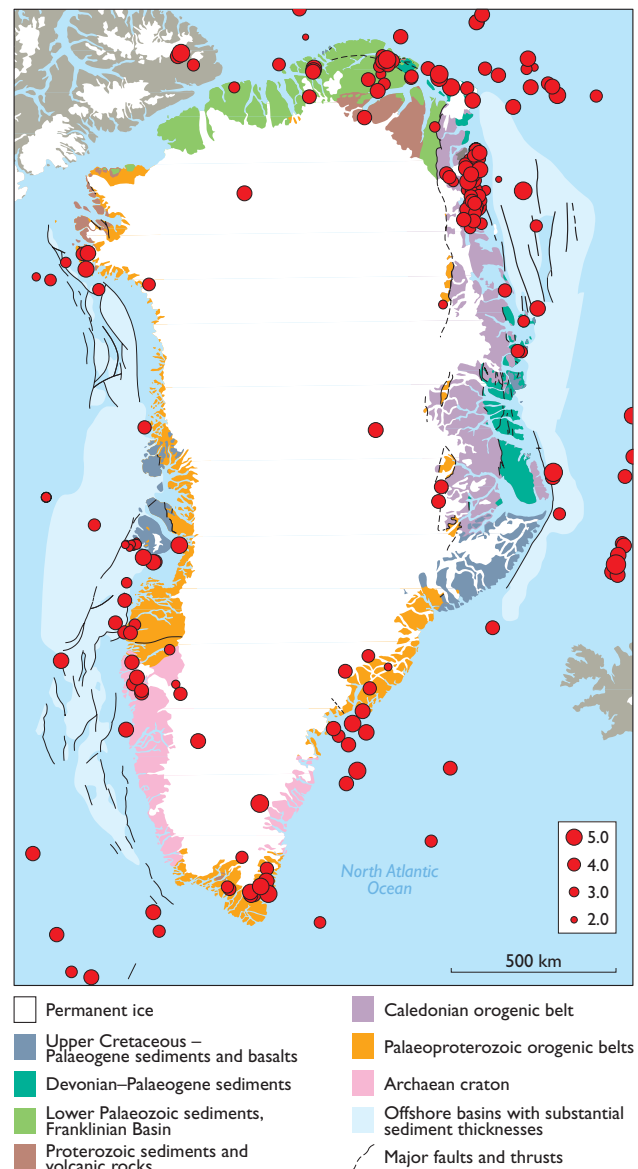 North Atlantic
Ocean
5.0
4.0
3.0
2.0
500 km
Permanent ice
Upper Cretaceous –
Palaeogene sediments and basalts
Devonian–Palaeogene sediments
Lower Palaeozoic sediments,
Franklinian Basin
Proterozoic sediments and
volcanic rocks
Caledonian orogenic belt
Palaeoproterozoic orogenic belts
Archaean craton
Offshore basins with substantial
sediment thicknesses
Major faults and thrusts